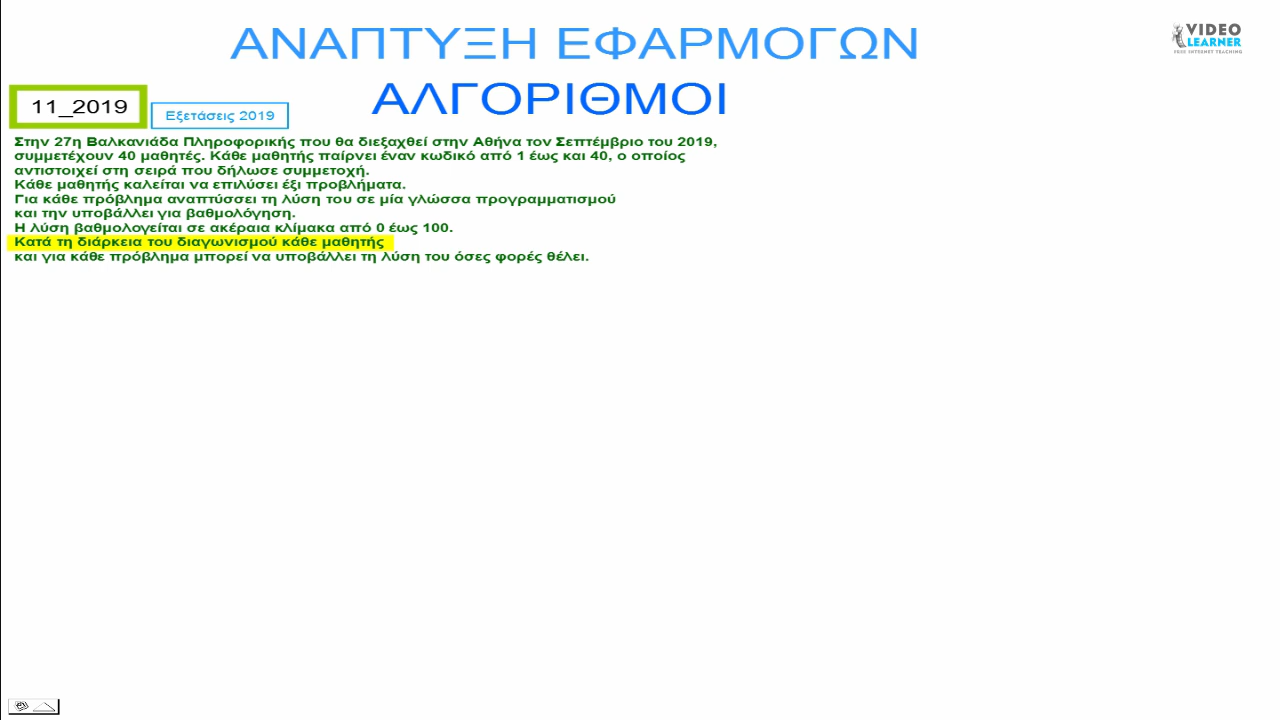 ΑΝΑΠΤΥΞΗ ΕΦΑΡΜΟΓΩΝ
VIDEO
LEARNER
FREE INTERNET TEACHING
ΑΛΓΟΡΙΘΜΟΙ
11_2019
Εξετάσεις 2019
Στην 27η Βαλκανιάδα Πληροφορικής που θα διεξαχθεί στην Αθήνα τον Σεπτέμβριο του 2019,
συμμετέχουν 40 μαθητές. Κάθε μαθητής παίρνει έναν κωδικό από 1 έως και 40, ο οποίος
αντιστοιχεί στη σειρά που δήλωσε συμμετοχή.
Κάθε μαθητής καλείται να επιλύσει έξι προβλήματα.
Για κάθε πρόβλημα αναπτύσσει τη λύση του σε μία γλώσσα προγραμματισμού
και την υποβάλλει για βαθμολόγηση.
Η λύση βαθμολογείται σε ακέραια κλίμακα από 0 έως 100.
Κατά τη διάρκεια του διαγωνισμού κάθε μαθητής
και για κάθε πρόβλημα μπορεί να υποβάλλει τη λύση του όσες φορές θέλει.